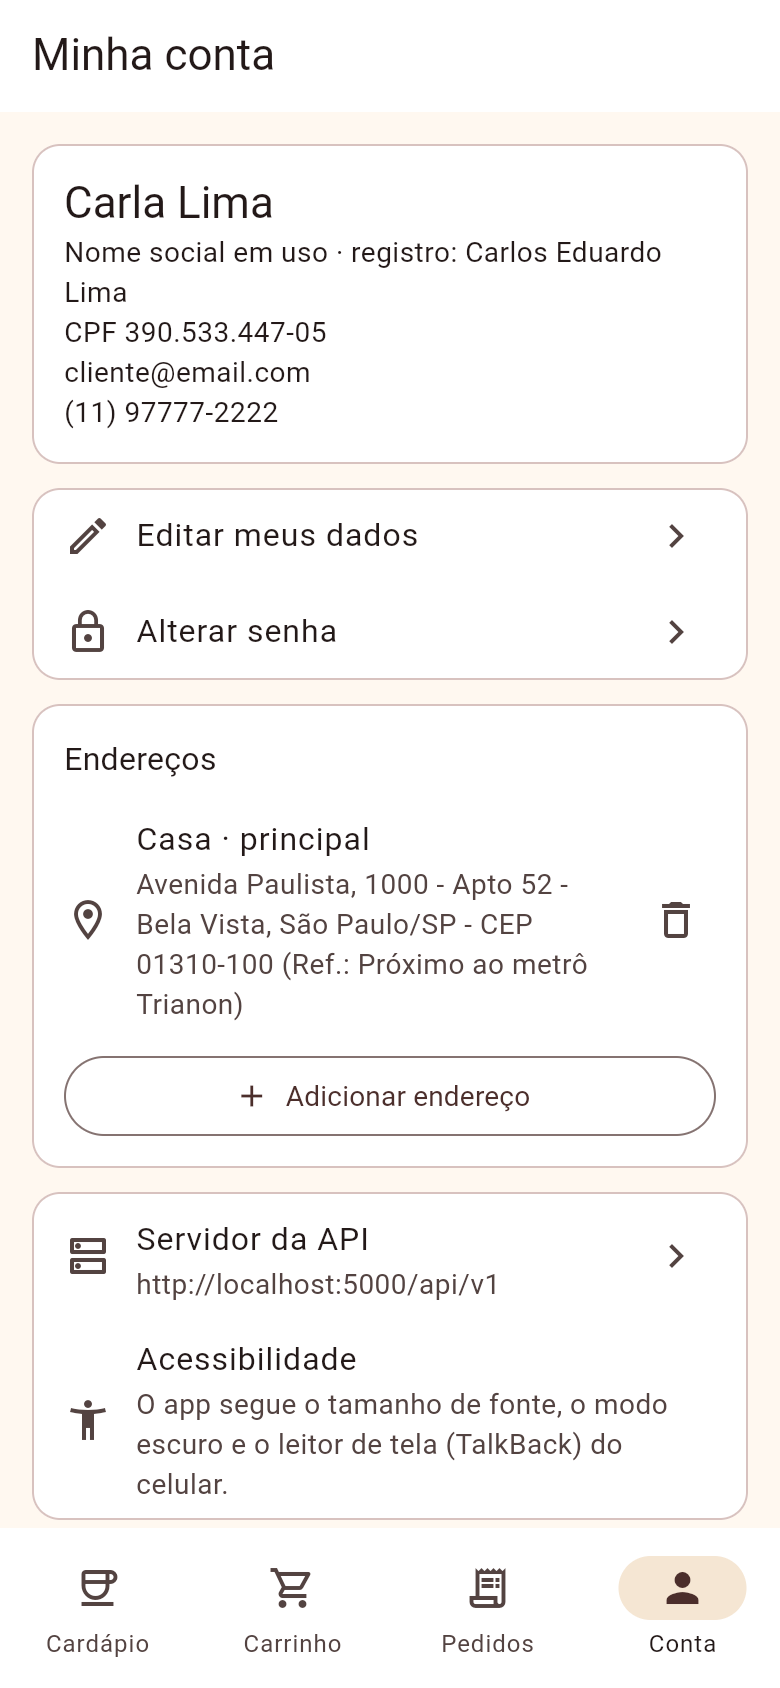 Minha conta
Carla Lima
Nome social em uso · registro: Carlos Eduardo
Lima
CPF 390.533.447-05
cliente@email.com
(11) 97777-2222
Editar meus dados
Alterar senha
Endereços
Casa · principal
Avenida Paulista, 1000 - Apto 52 -
Bela Vista, São Paulo/SP - CEP
01310-100 (Ref.: Próximo ao metrô
Trianon)
Adicionar endereço
Servidor da API
http://localhost:5000/api/v1
Acessibilidade
O app segue o tamanho de fonte, o modo
escuro e o leitor de tela (TalkBack) do
celular.
Cardápio
Carrinho
Pedidos
Conta